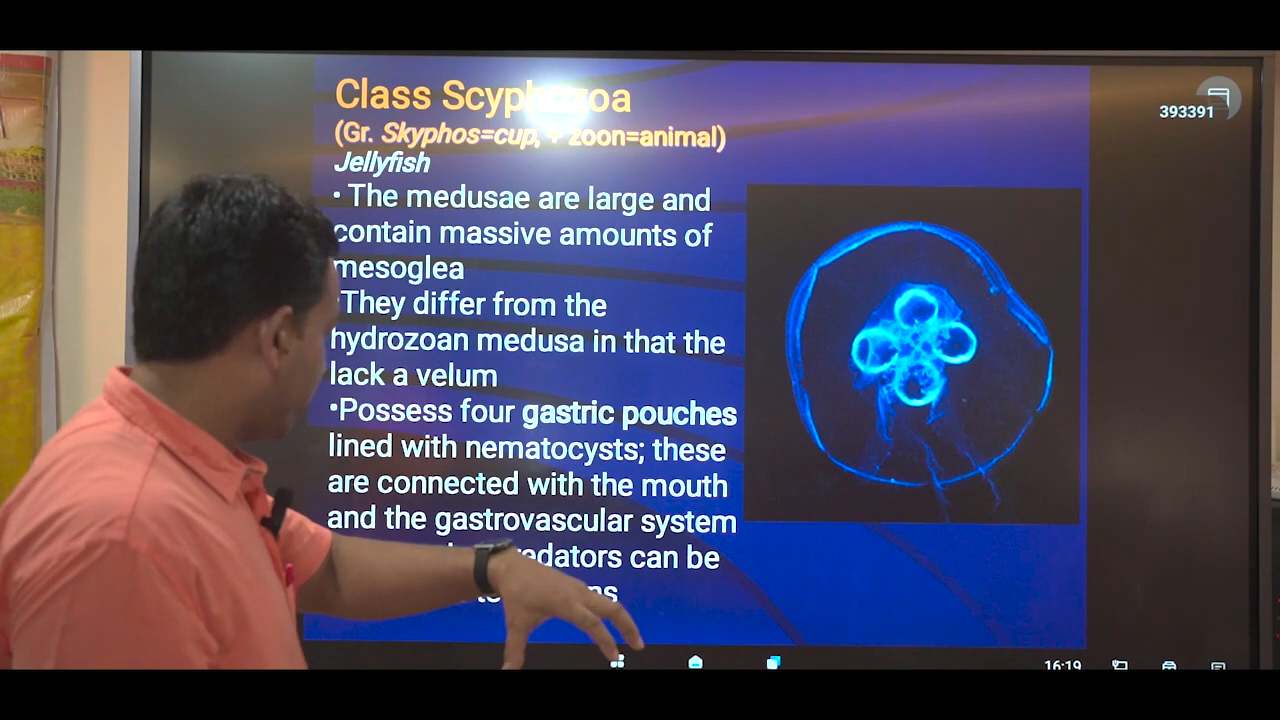 Class Scyphozoa
(Gr. Skyphos=cup, + zoon=animal)
Jellyfish
• The medusae are large and
contain massive amounts of
mesoglea
•They differ from the
hydrozoan medusa in that the
lack a velum
•Possess four gastric pouches
lined with nematocysts; these
are connected with the mouth
and the gastrovascular system
can be
393391
16:19